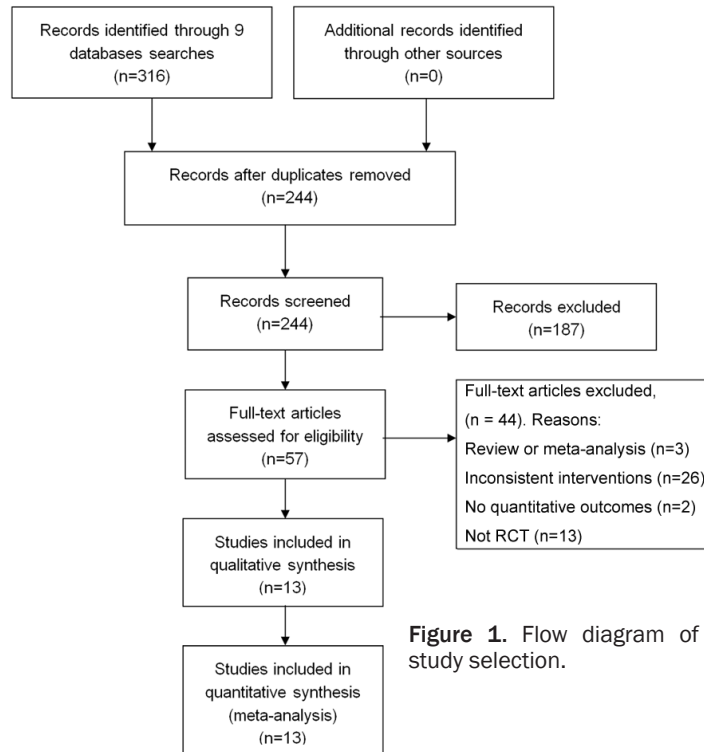 Records identified through 9
databases searches
(n=316)
Additional records identified
through other sources
(n=0)
Records after duplicates removed
(n=244)
Records screened
(n=244)
Records excluded
(n=187)
Full-text articles
assessed for eligibility
(n=57)
Full-text articles excluded,
(n = 44). Reasons:
Review or meta-analysis (n=3)
Inconsistent interventions (n=26)
No quantitative outcomes (n=2)
Not RCT (n=13)
Studies included in
qualitative synthesis
(n=13)
Studies included in
quantitative synthesis
(meta-analysis)
(n=13)
Figure 1. Flow diagram of
study selection.